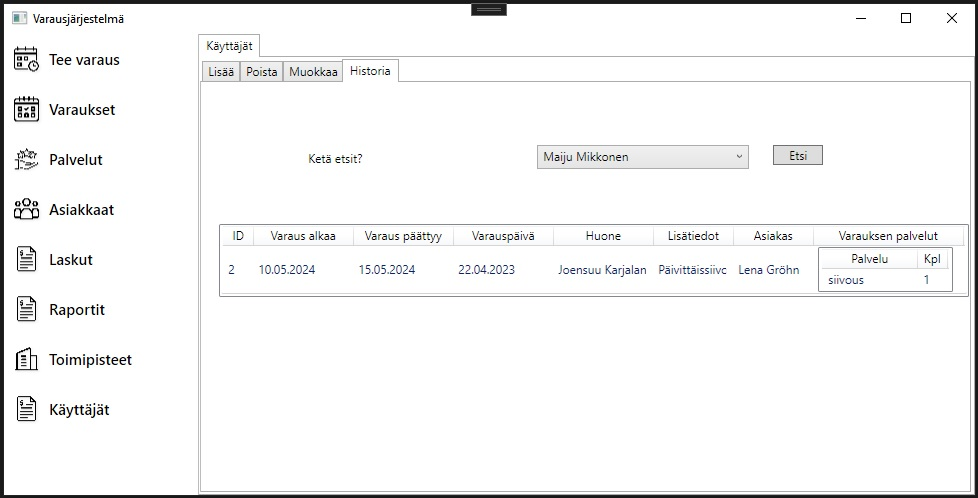 Varausjärjestelmä
Tee varaus
Varaukset
Palvelut
Asiakkaat
Laskut
Raportit
Toimipisteet
Käyttäjät
Käyttäjät
Lisää Poista Muokkaa Historia
Ketä etsit? Maiju Mikkonen Etsi
ID Varaus alkaa Varaus päättyy Varauspäivä Huone Lisätiedot Asiakas Varauksen palvelut
Palvelu Kpl
2 10.05.2024 15.05.2024 22.04.2023 Joensuu Karjalan Päivittäissiivc Lena Gröhn
siivous 1